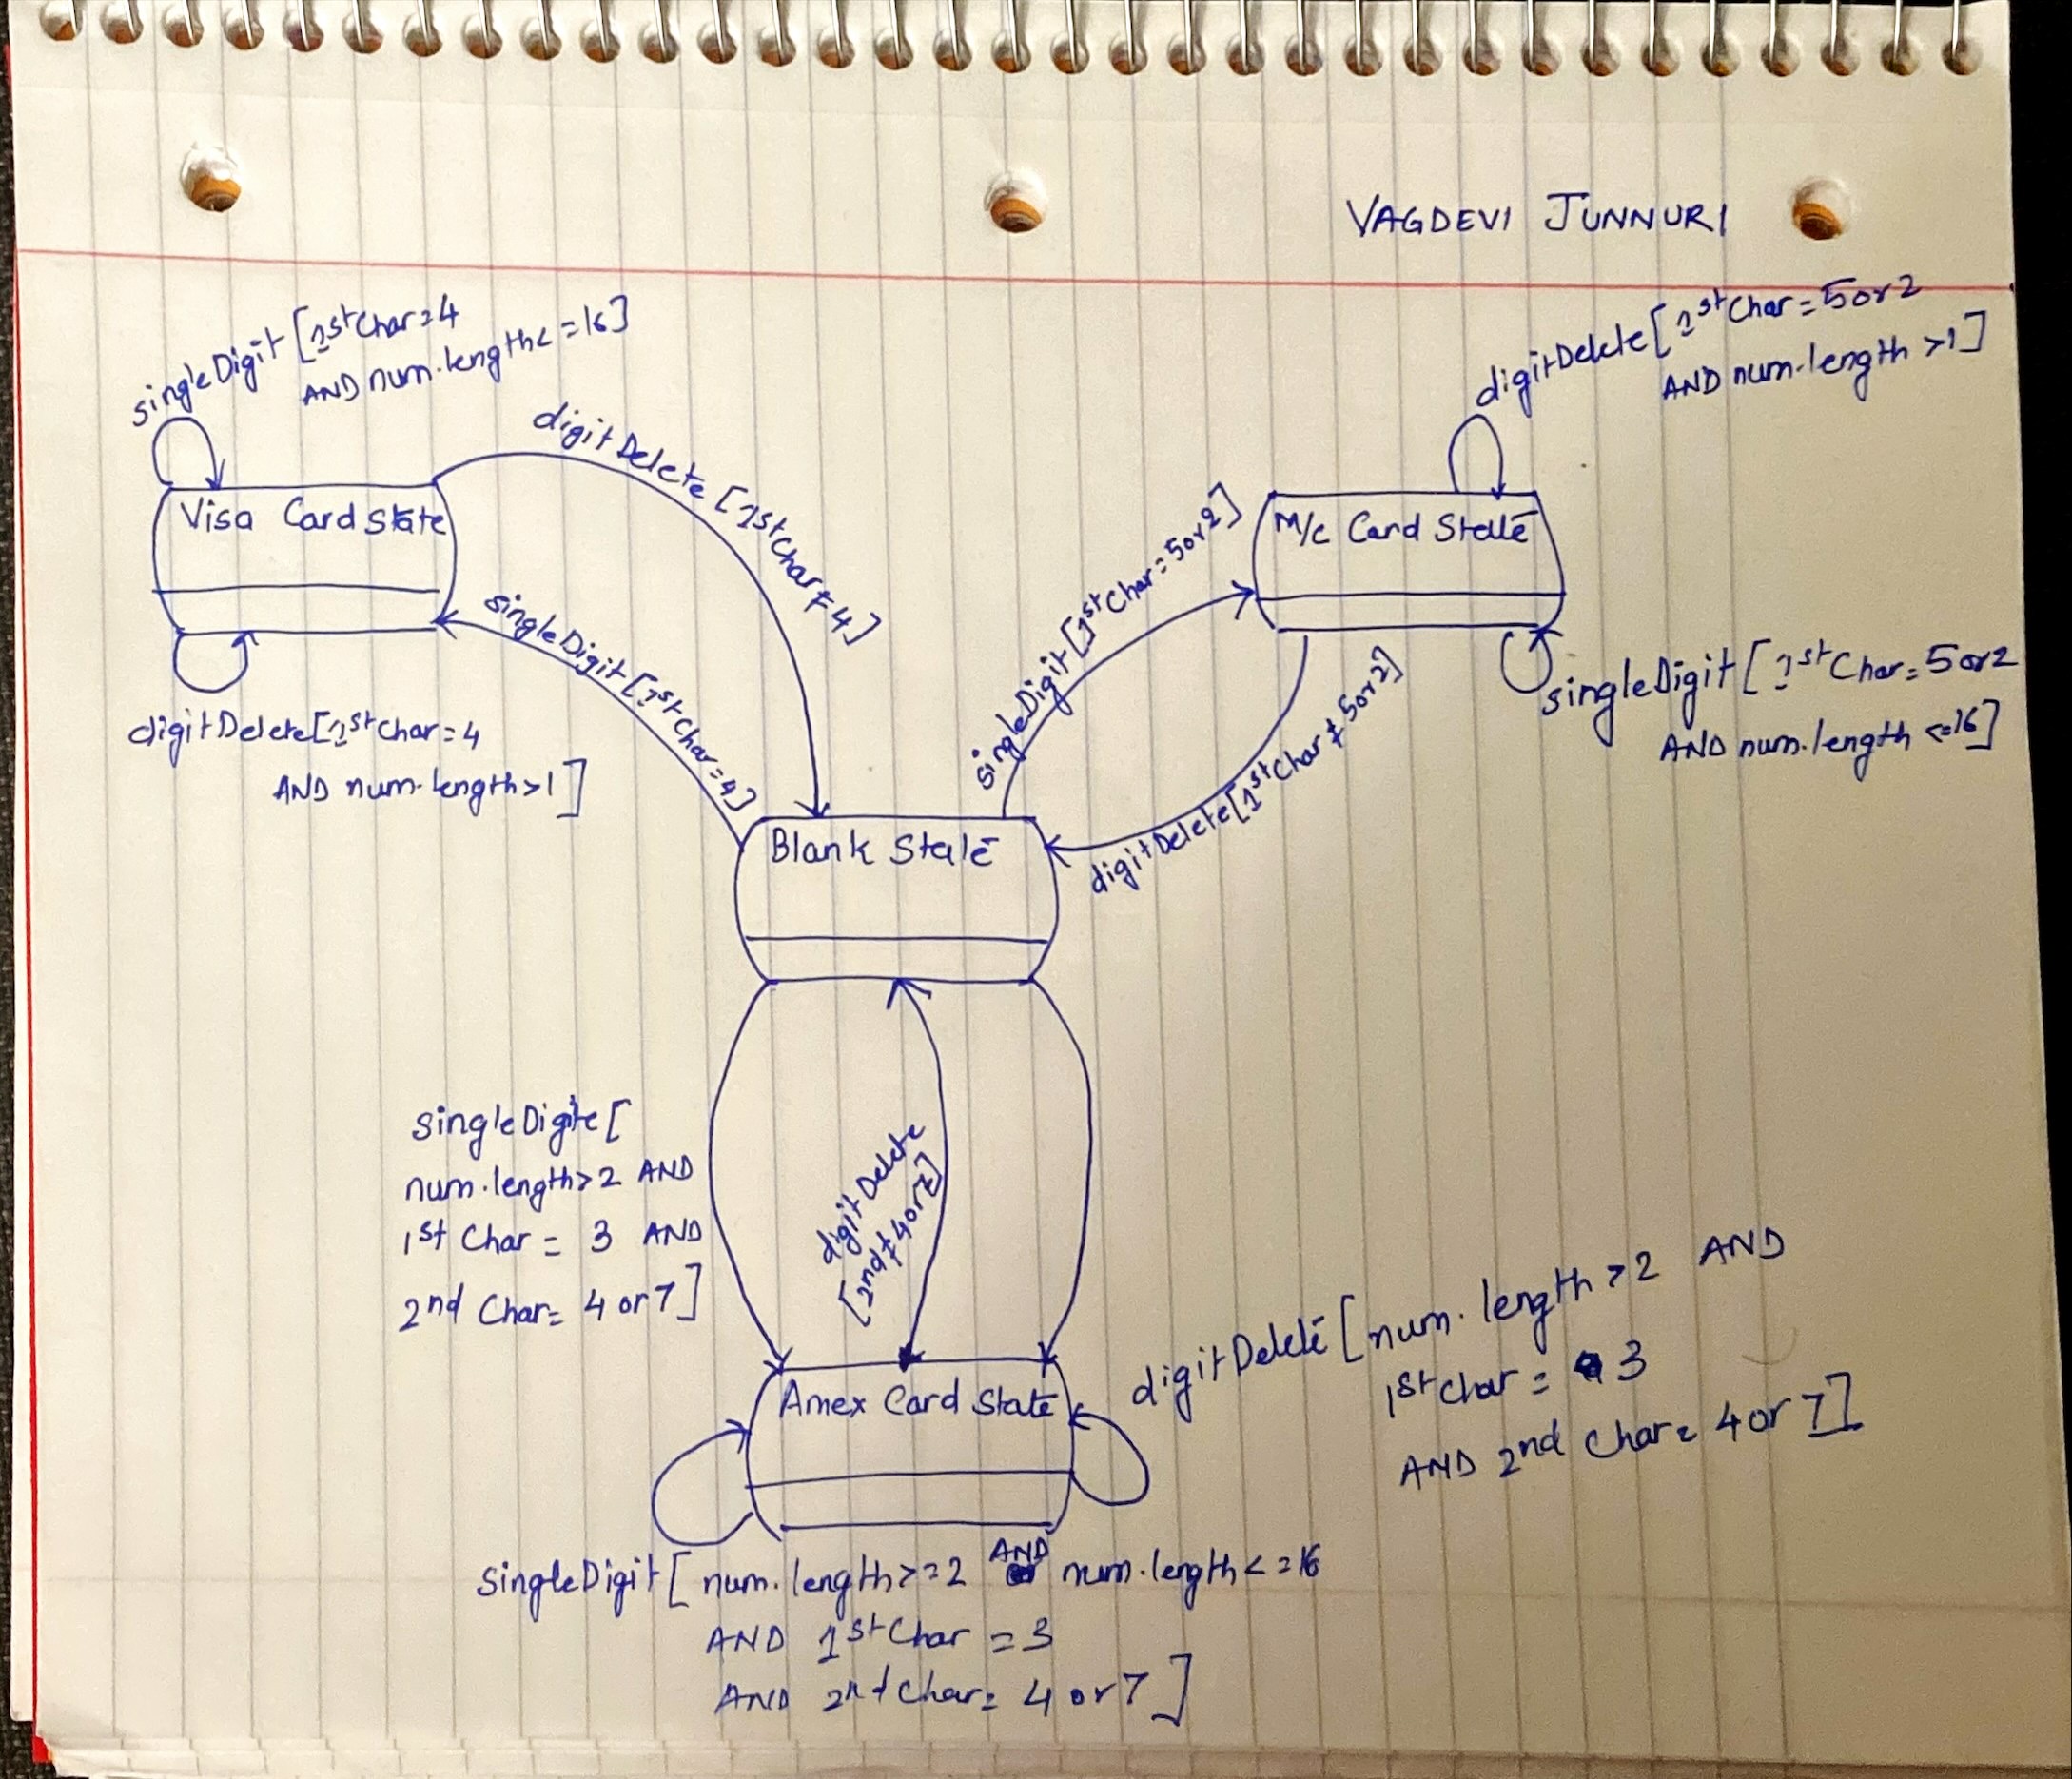 VAGDEVI JUNNURI
singleDigit [1st Char = 4
AND num.length <= 16]
digitDelete [1st Char = 5 or 2
AND num.length >1]
digitDelete [1st Char ≠ 4]
Visa Card State
M/c Card State
singleDigit [1st Char = 4]
singleDigit [1st Char = 5 or 2]
digitDelete [1st Char ≠ 5 or 2]
singleDigit [1st Char = 5 or 2
AND num.length <=16]
digitDelete [1st Char = 4
AND num.length >1]
Blank State
singleDigite [
num.length > 2 AND
1st Char = 3 AND
2nd Char = 4 or 7]
digitDelete
[2nd ≠ 4 or 7]
Amex Card State
digitDelete [num.length > 2 AND
1st char = 3
AND 2nd Char = 4 or 7]
singleDigit [num.length >= 2 AND num.length <= 16
AND 1st Char = 3
AND 2nd Char = 4 or 7]